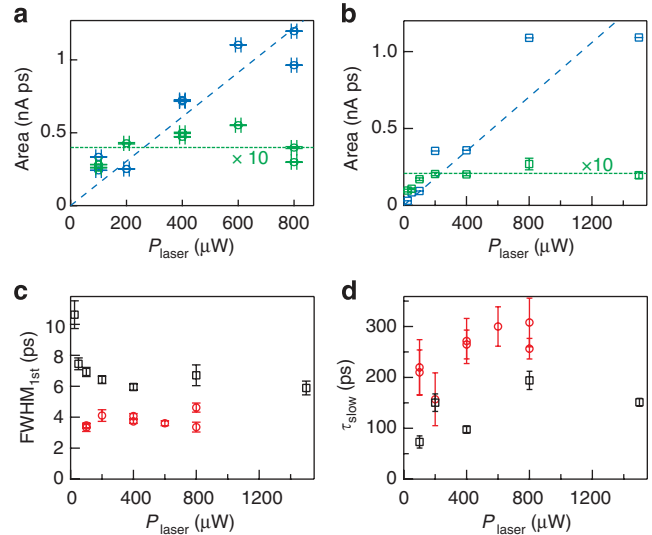 a
Area (nA ps)
1
0.5
0
0 200 400 600 800
× 10
P_laser (μW)
b
Area (nA ps)
1.0
0.5
0
0 400 800 1200
×10
P_laser (μW)
c
FWHM_1st (ps)
10
8
6
4
2
0
0 400 800 1200
P_laser (μW)
d
τ_slow (ps)
300
200
100
0
0 400 800 1200
P_laser (μW)